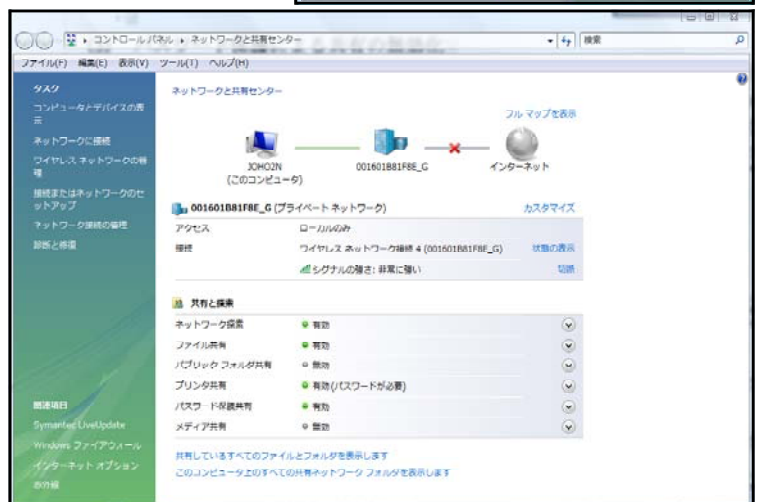 コントロール パネル ▸ ネットワークと共有センター
検索
ファイル(F) 編集(E) 表示(V) ツール(T) ヘルプ(H)
タスク
コンピュータとデバイスの表示
ネットワークに接続
ワイヤレス ネットワークの管理
接続またはネットワークのセットアップ
ネットワーク接続の管理
診断と修復
ネットワークと共有センター
フル マップを表示
JOHO2N
(このコンピュータ)
001601B81F8E_G
インターネット
001601B81F8E_G (プライベート ネットワーク)
カスタマイズ
アクセス
ローカルのみ
接続
ワイヤレス ネットワーク接続 4 (001601B81F8E_G)
状態の表示
シグナルの強さ: 非常に強い
切断
共有と探索
ネットワーク探索
有効
ファイル共有
有効
パブリック フォルダ共有
無効
プリンタ共有
有効(パスワードが必要)
パスワード保護共有
有効
メディア共有
無効
共有しているすべてのファイルとフォルダを表示します
このコンピュータ上のすべての共有ネットワーク フォルダを表示します
関連項目
Symantec LiveUpdate
Windows ファイアウォール
インターネット オプション